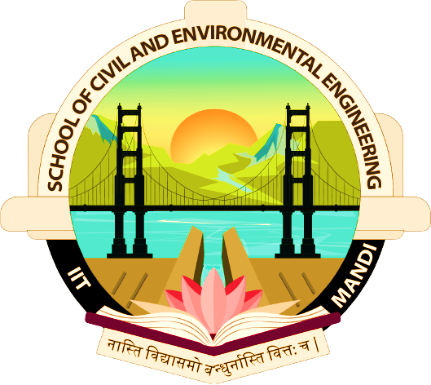 SCHOOL OF CIVIL AND ENVIRONMENTAL ENGINEERING
IIT MANDI
नास्ति विद्यासमो बन्धुर्नास्ति वित्तः च ।